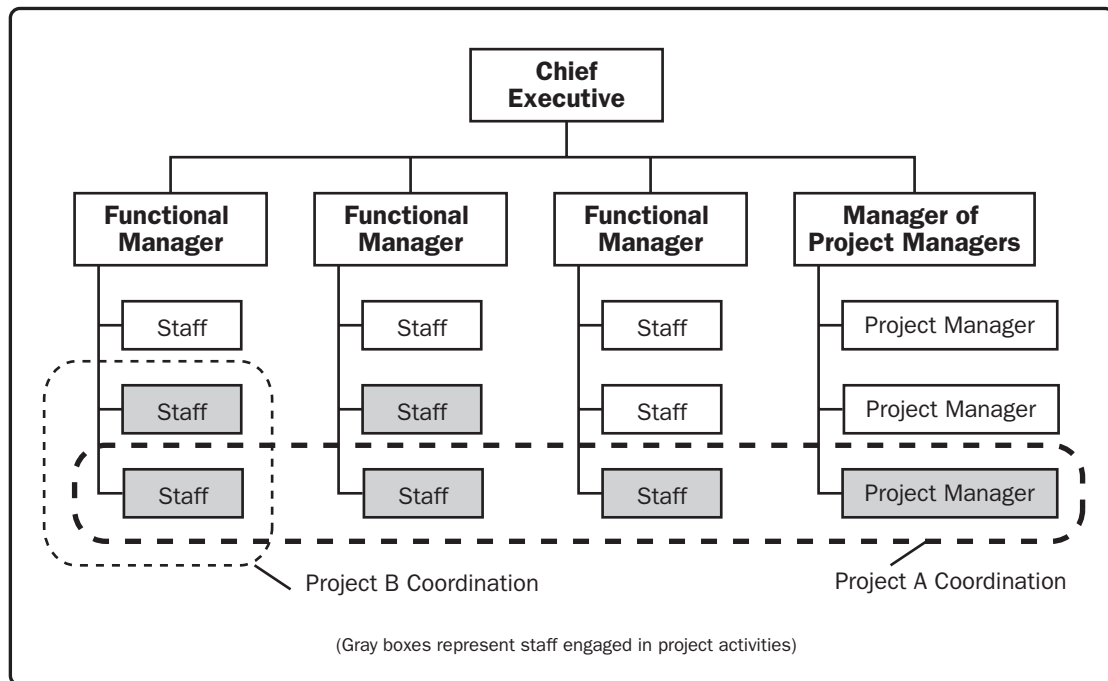 Chief
Executive
Functional
Manager
Functional
Manager
Functional
Manager
Manager of
Project Managers
Staff
Staff
Staff
Project Manager
Staff
Staff
Staff
Project Manager
Staff
Staff
Staff
Project Manager
Project B Coordination
Project A Coordination
(Gray boxes represent staff engaged in project activities)